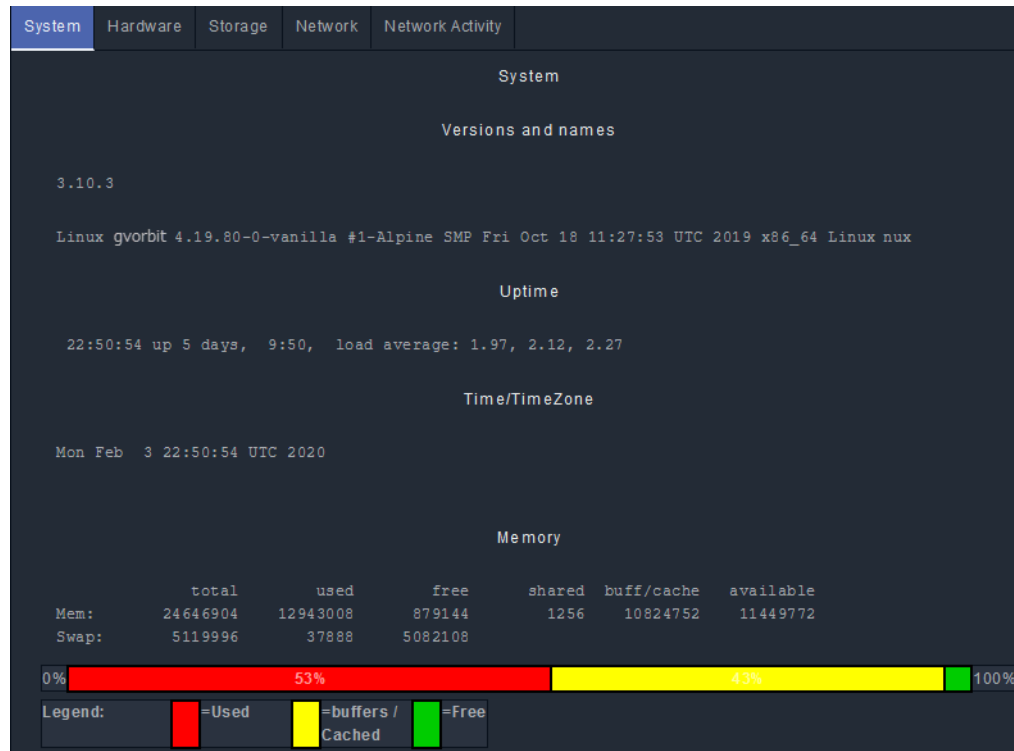 System Hardware Storage Network Network Activity
System
Versions and names
3.10.3
Linux gvorbit 4.19.80-0-vanilla #1-Alpine SMP Fri Oct 18 11:27:53 UTC 2019 x86_64 Linux nux
Uptime
22:50:54 up 5 days, 9:50, load average: 1.97, 2.12, 2.27
Time/TimeZone
Mon Feb 3 22:50:54 UTC 2020
Memory
total used free shared buff/cache available
Mem: 24646904 12943008 879144 1256 10824752 11449772
Swap: 5119996 37888 5082108
0% 53% 43% 100%
Legend: =Used =buffers / =Free
Cached